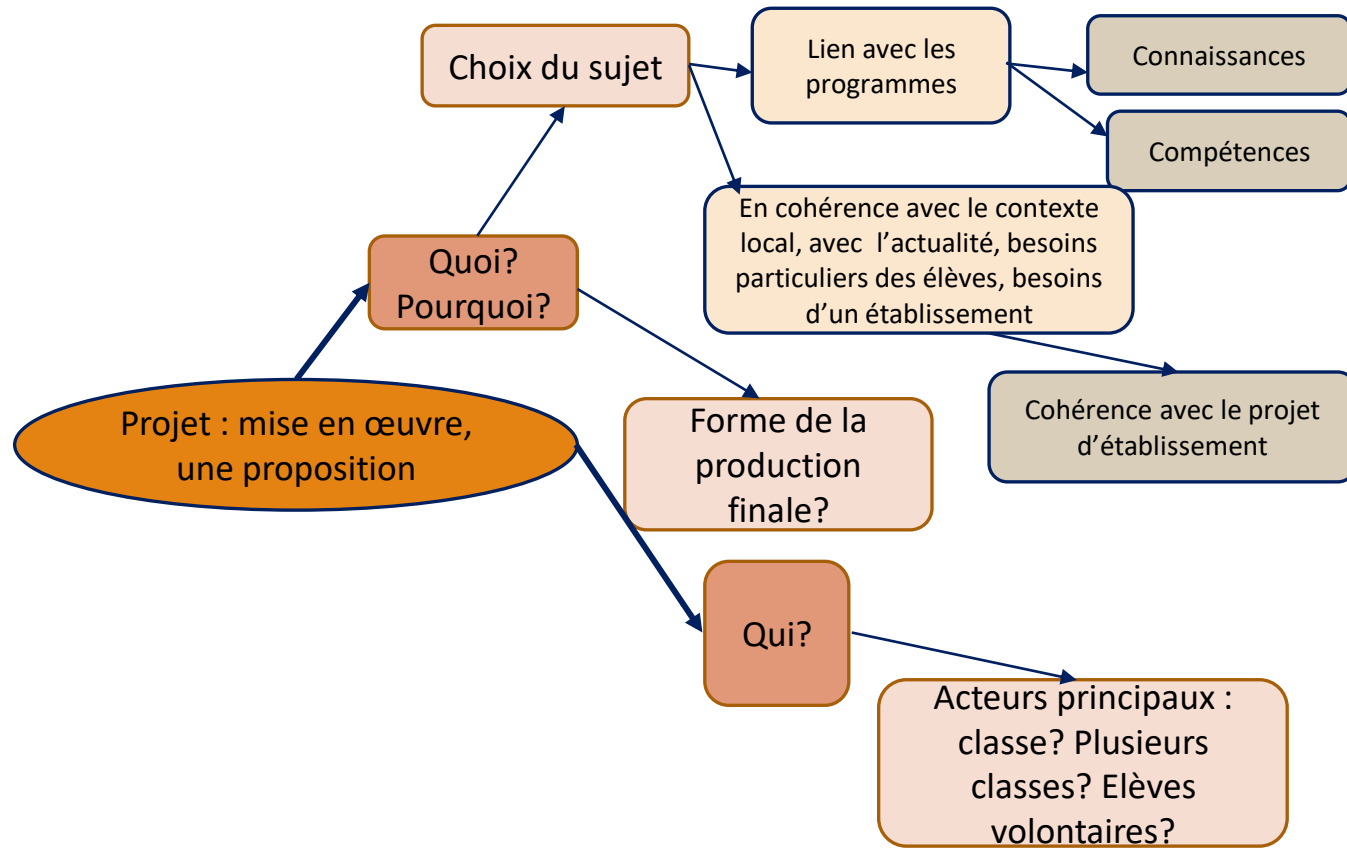 Choix du sujet
Lien avec les
programmes
Connaissances
Compétences
En cohérence avec le contexte
local, avec l’actualité, besoins
particuliers des élèves, besoins
d’un établissement
Quoi?
Pourquoi?
Cohérence avec le projet
d’établissement
Projet : mise en œuvre,
une proposition
Forme de la
production
finale?
Qui?
Acteurs principaux :
classe? Plusieurs
classes? Elèves
volontaires?